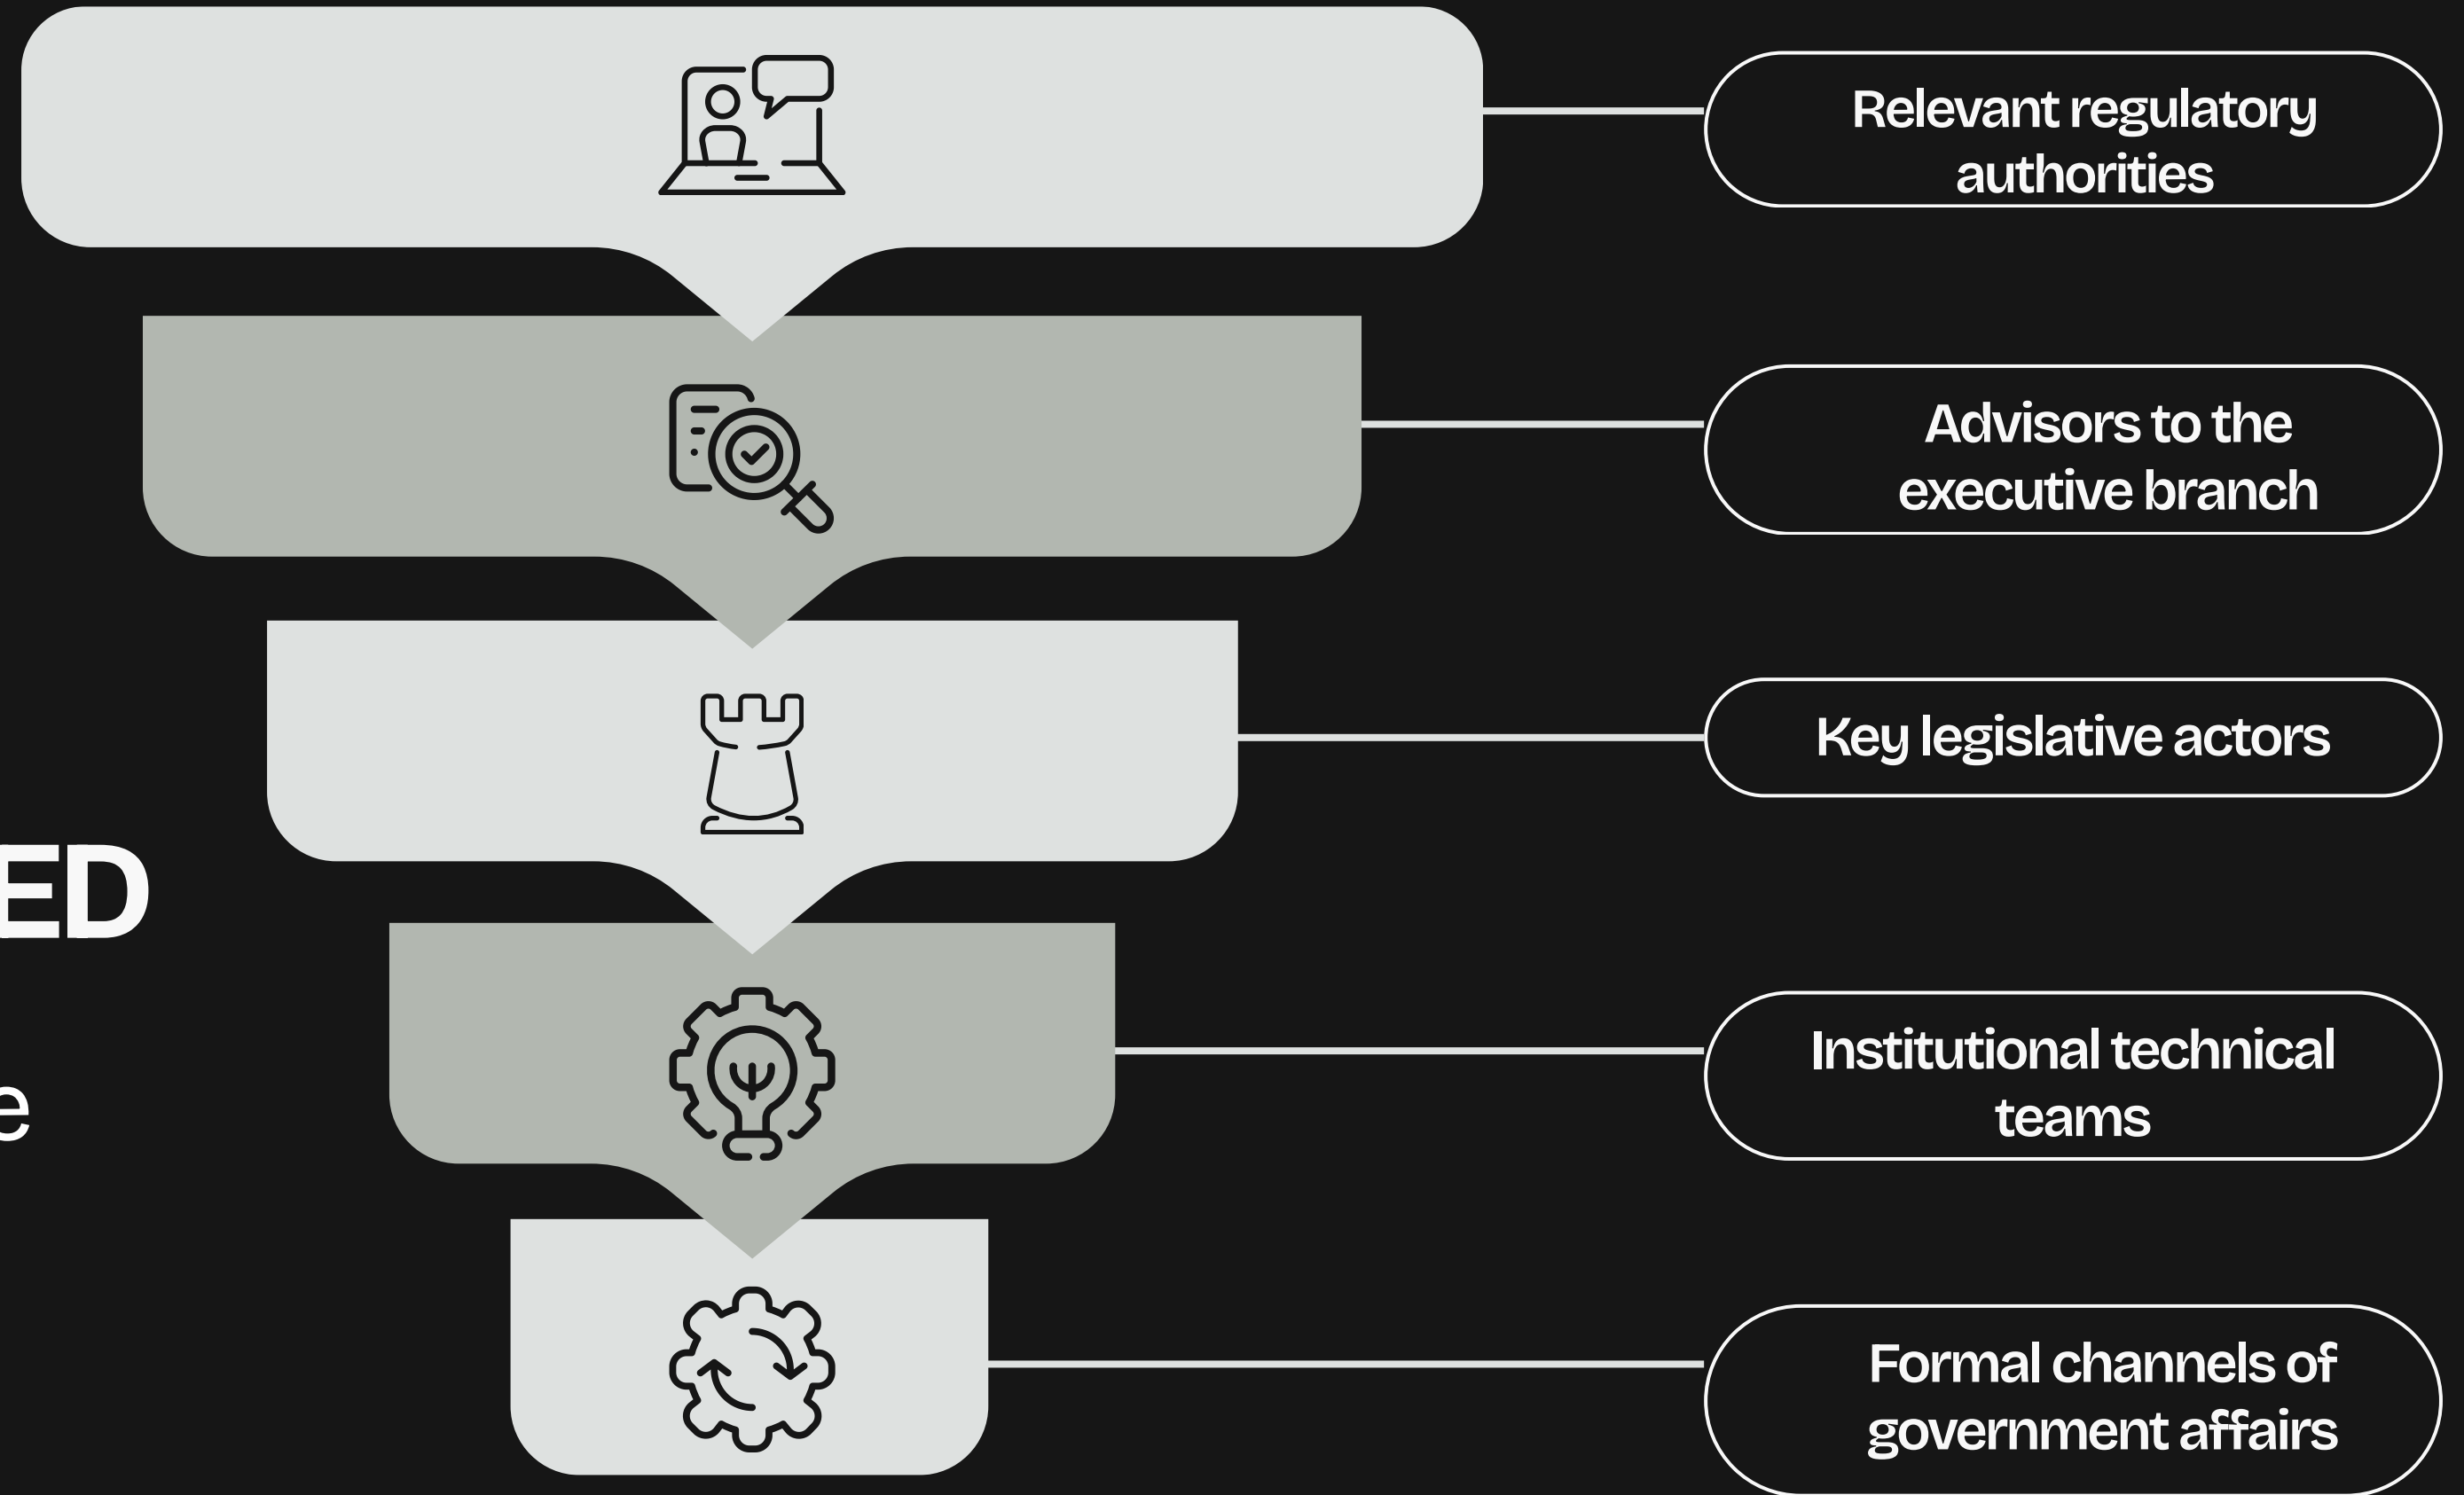 Relevant regulatory
authorities
Advisors to the
executive branch
Key legislative actors
ED
Institutional technical
teams
e
Formal channels of
government affairs